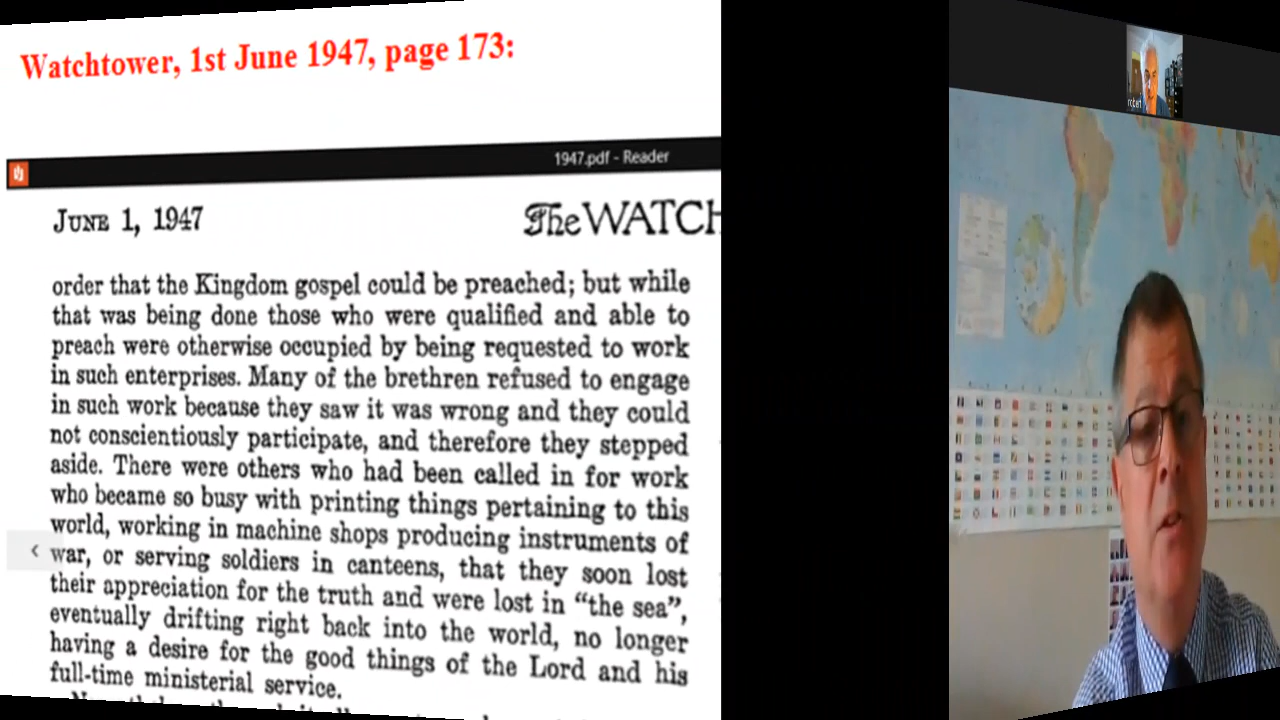 Watchtower, 1st June 1947, page 173:
1947.pdf - Reader
JUNE 1, 1947
The WATCH
order that the Kingdom gospel could be preached; but while
that was being done those who were qualified and able to
preach were otherwise occupied by being requested to work
in such enterprises. Many of the brethren refused to engage
in such work because they saw it was wrong and they could
not conscientiously participate, and therefore they stepped
aside. There were others who had been called in for work
who became so busy with printing things pertaining to this
world, working in machine shops producing instruments of
war, or serving soldiers in canteens, that they soon lost
their appreciation for the truth and were lost in “the sea”,
eventually drifting right back into the world, no longer
having a desire for the good things of the Lord and his
full-time ministerial service.
robert